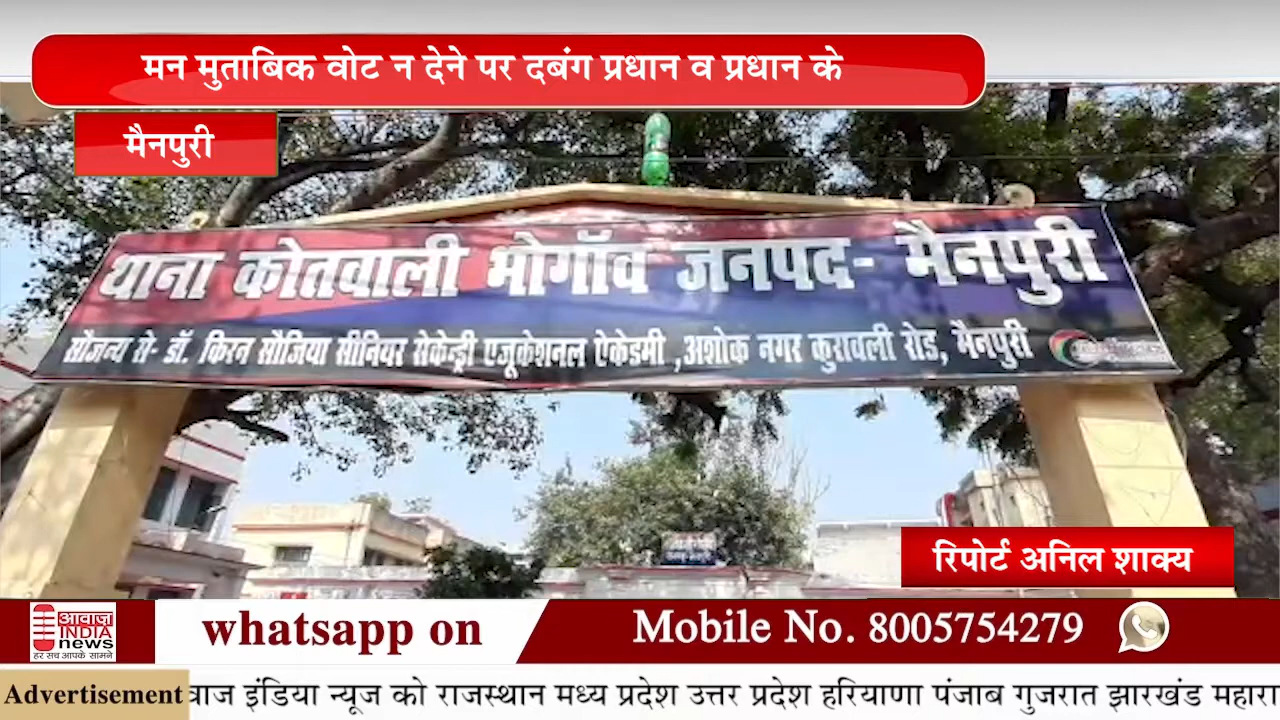 मन मुताबिक वोट न देने पर दबंग प्रधान व प्रधान के
मैनपुरी
थाना कोतवाली भोगॉव जनपद- मैनपुरी
सौजन्य से- डॉ. किरन सौजिया सीनियर सेकेन्ड्री एजूकेशनल ऐकेडमी ,अशोक नगर कुरावली रोड, मैनपुरी
रिपोर्ट अनिल शाक्य
आवाज
INDIA
news
हर सच आपके सामने
whatsapp on
Mobile No. 8005754279
Advertisement
वाज इंडिया न्यूज को राजस्थान मध्य प्रदेश उत्तर प्रदेश हरियाणा पंजाब गुजरात झारखंड महारा